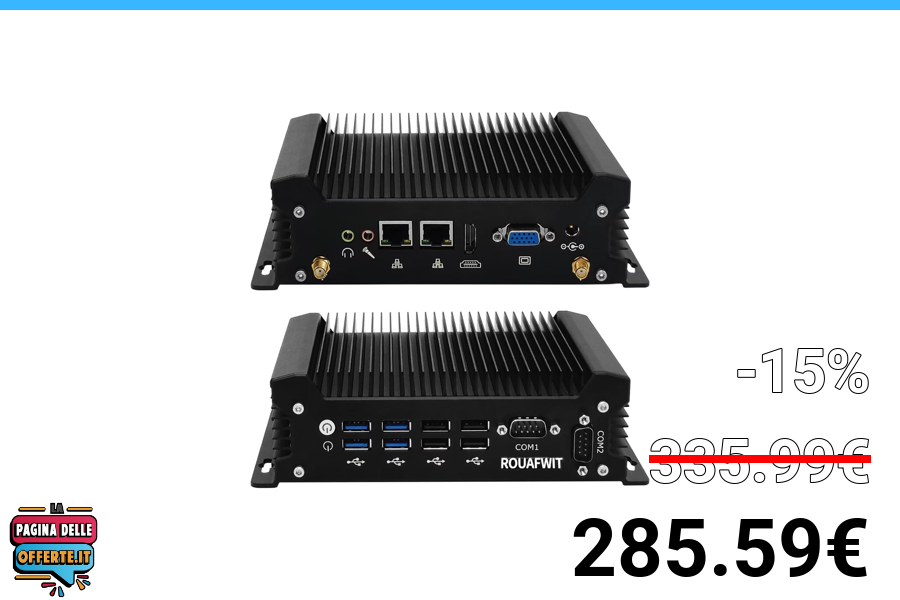 COM1
COM2
ROUAFWIT
-15%
335.99€
285.59€
LA
PAGINA DELLE
OFFERTE.IT